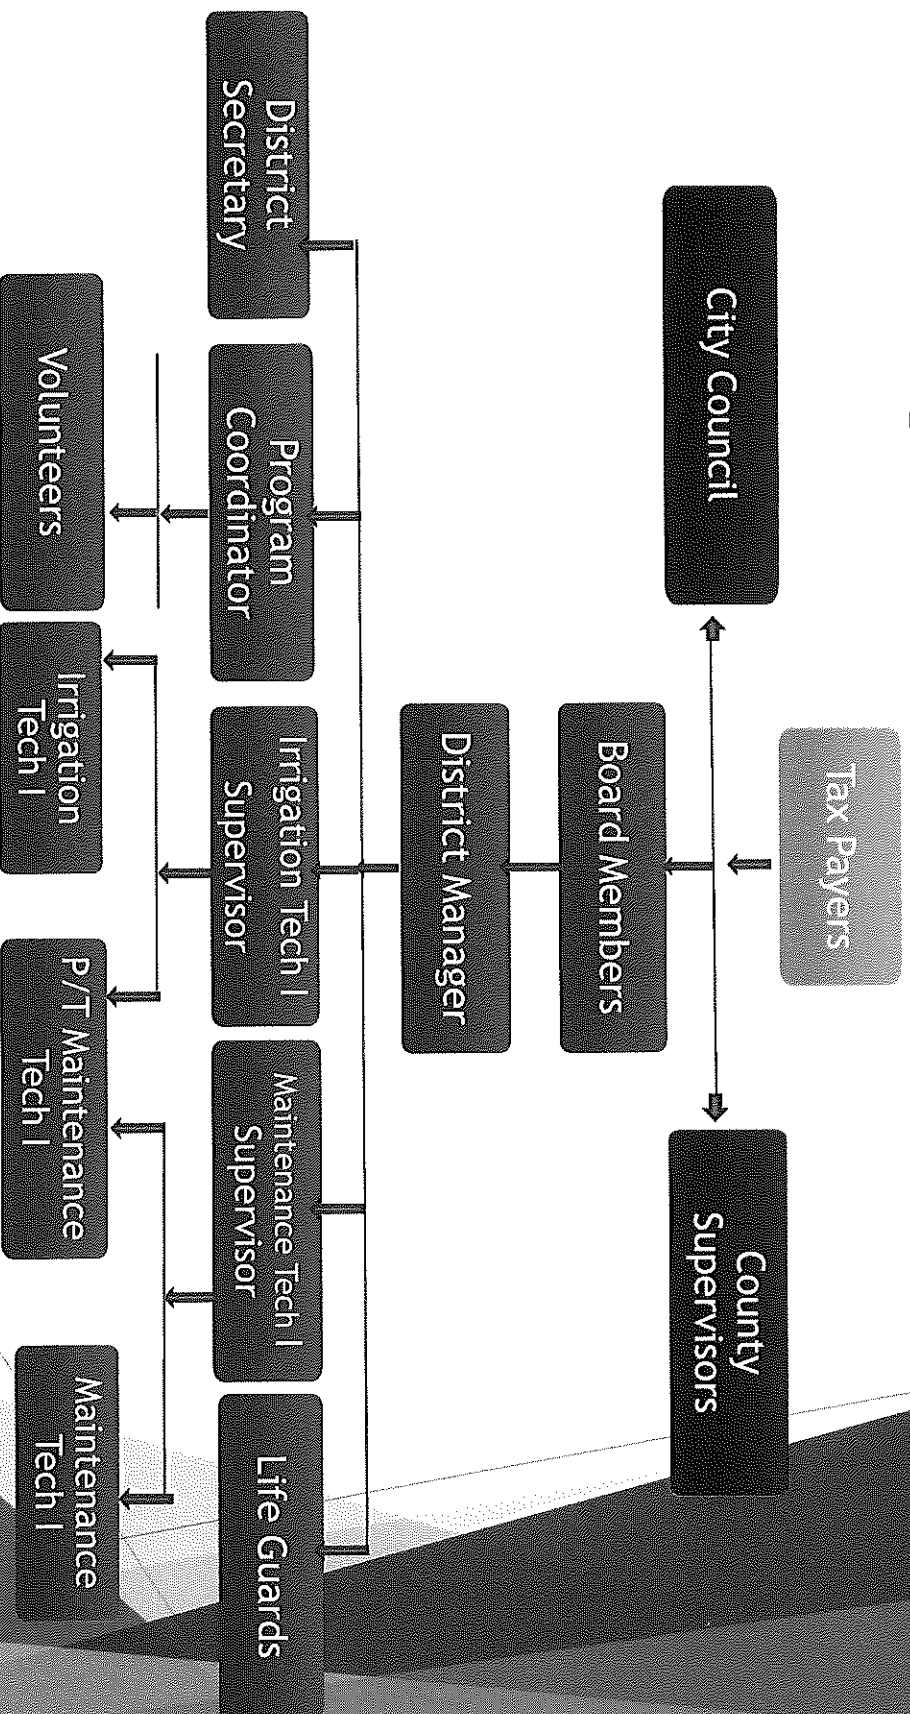 Tax Payers
City Council
County
Supervisors
Board Members
District Manager
District
Secretary
Program
Coordinator
Irrigation Tech I
Supervisor
Maintenance Tech I
Supervisor
Life Guards
Volunteers
Irrigation
Tech I
P/T Maintenance
Tech I
Maintenance
Tech I